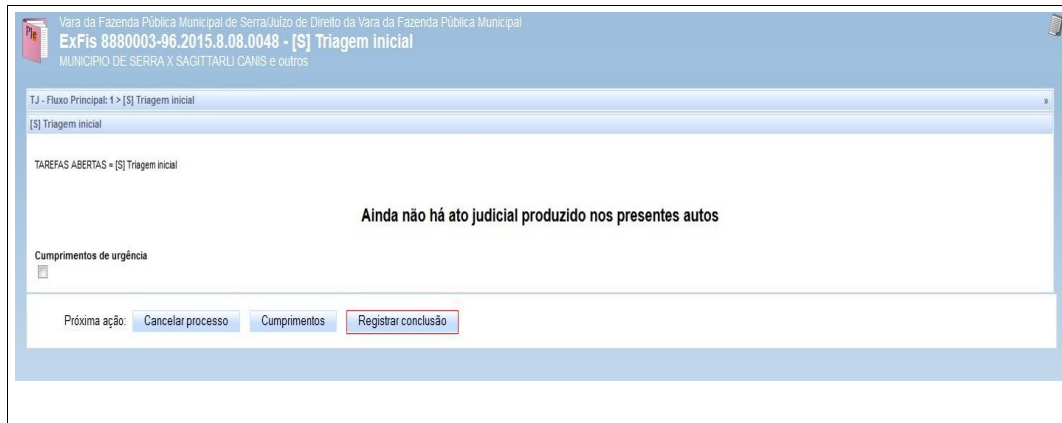 Vara da Fazenda Pública Municipal de Serra/Juízo de Direito da Vara da Fazenda Pública Municipal
PJe
ExFis 8880003-96.2015.8.08.0048 - [S] Triagem inicial
MUNICIPIO DE SERRA X SAGITTARLI CANIS e outros
TJ - Fluxo Principal: 1 > [S] Triagem inicial »
[S] Triagem inicial
TAREFAS ABERTAS = [S] Triagem inicial
Ainda não há ato judicial produzido nos presentes autos
Cumprimentos de urgência
Próxima ação: Cancelar processo Cumprimentos Registrar conclusão